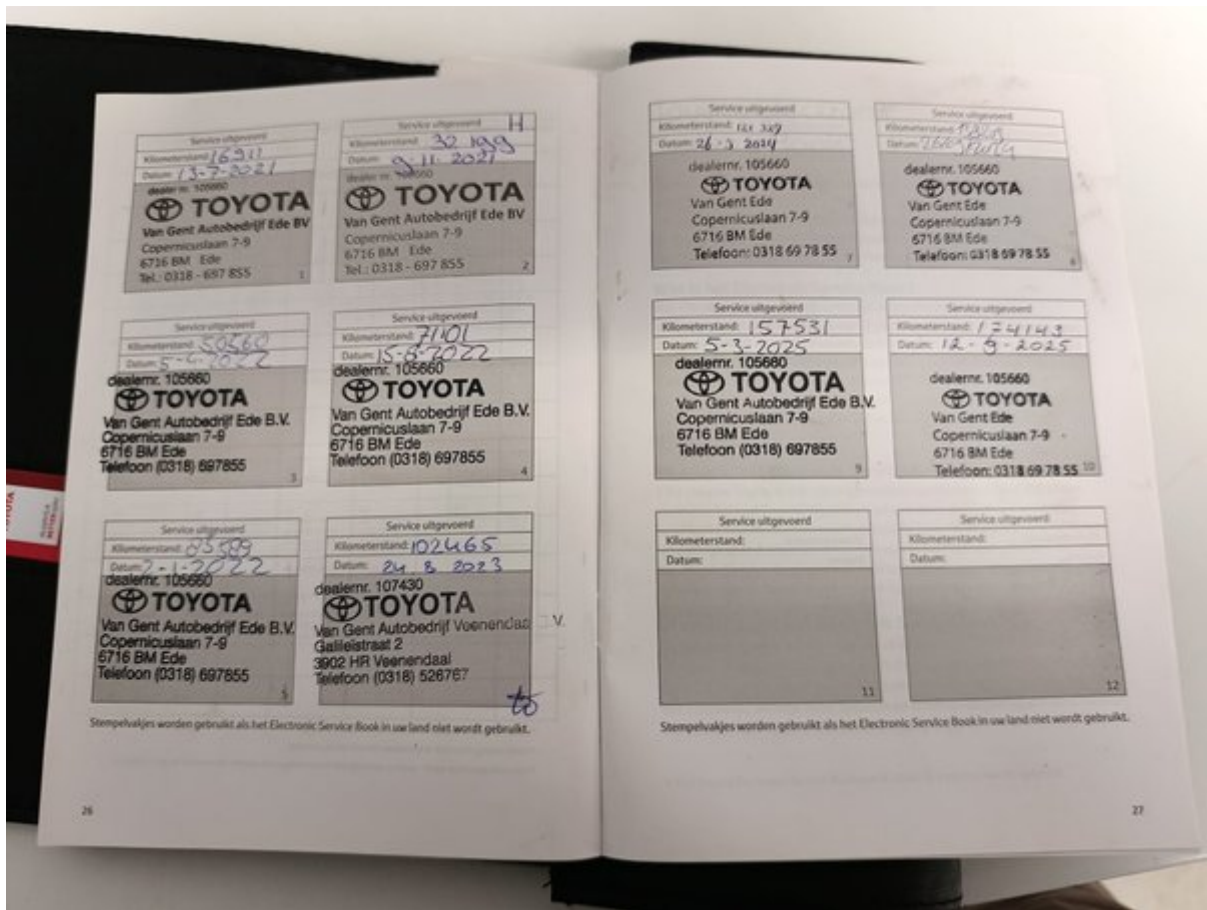 Service uitgevoerd
Kilometerstand: 16911
Datum: 13-7-2021
dealer nr. 105660
TOYOTA
Van Gent Autobedrijf Ede BV
Copernicuslaan 7-9
6716 BM Ede
Tel.: 0318 - 697 855
1
H
Service uitgevoerd
Kilometerstand: 30 199
Datum: 9-11-2021
dealer nr. 105660
TOYOTA
Van Gent Autobedrijf Ede BV
Copernicuslaan 7-9
6716 BM Ede
Tel.: 0318 - 697 855
2
Service uitgevoerd
Kilometerstand: 50560
Datum: 2022
dealernr. 105660
TOYOTA
Van Gent Autobedrijf Ede B.V.
Copernicuslaan 7-9
6716 BM Ede
Telefoon (0318) 697855
3
Service uitgevoerd
Kilometerstand: 71101
Datum: 2022
dealernr. 105660
TOYOTA
Van Gent Autobedrijf Ede B.V.
Copernicuslaan 7-9
6716 BM Ede
Telefoon (0318) 697855
4
Service uitgevoerd
Kilometerstand: 85589
Datum: 2-1-2022
dealernr. 105660
TOYOTA
Van Gent Autobedrijf Ede B.V.
Copernicuslaan 7-9
6716 BM Ede
Telefoon (0318) 697855
5
Service uitgevoerd
Kilometerstand: 102465
Datum: 24 8 2023
dealernr. 107430
TOYOTA
Van Gent Autobedrijf Veenendaal V.
Galileistraat 2
3902 HR Veenendaal
Telefoon (0318) 526767
Stempelvakjes worden gebruikt als het Electronic Service Book in uw land niet wordt gebruikt.
26
Service uitgevoerd
Kilometerstand:
Datum: 26-3 2024
dealernr. 105660
TOYOTA
Van Gent Ede
Copernicuslaan 7-9
6716 BM Ede
Telefoon: 0318 69 78 55
7
Service uitgevoerd
Kilometerstand:
Datum:
dealernr. 105660
TOYOTA
Van Gent Ede
Copernicuslaan 7-9
6716 BM Ede
Telefoon: 0318 69 78 55
8
Service uitgevoerd
Kilometerstand: 157531
Datum: 5-3-2025
dealernr. 105660
TOYOTA
Van Gent Autobedrijf Ede B.V.
Copernicuslaan 7-9
6716 BM Ede
Telefoon (0318) 697855
9
Service uitgevoerd
Kilometerstand: 174143
Datum: 12-9-2025
dealernr. 105660
TOYOTA
Van Gent Ede
Copernicuslaan 7-9
6716 BM Ede
Telefoon: 0318 69 78 55
10
Service uitgevoerd
Kilometerstand:
Datum:
11
Service uitgevoerd
Kilometerstand:
Datum:
12
Stempelvakjes worden gebruikt als het Electronic Service Book in uw land niet wordt gebruikt.
27
TOYOTA